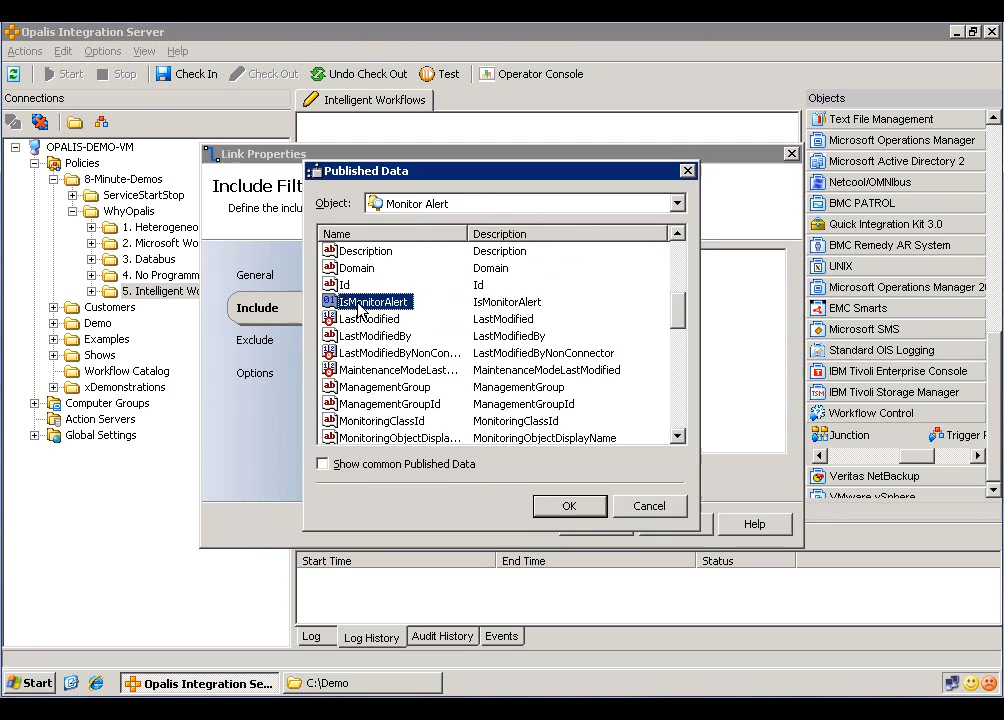 Opalis Integration Server
Actions Edit Options View Help
Start Stop Check In Check Out Undo Check Out Test Operator Console
Connections
Intelligent Workflows
Objects
OPALIS-DEMO-VM
Policies
8-Minute-Demos
ServiceStartStop
WhyOpalis
1. Heterogeneo
2. Microsoft Wo
3. Databus
4. No Programm
5. Intelligent Wo
Customers
Demo
Examples
Shows
Workflow Catalog
xDemonstrations
Computer Groups
Action Servers
Global Settings
Link Properties
Include Filt
Define the inclu
General
Include
Exclude
Options
Help
Published Data
Object: Monitor Alert
Name Description
Description Description
Domain Domain
Id Id
IsMonitorAlert IsMonitorAlert
LastModified LastModified
LastModifiedBy LastModifiedBy
LastModifiedByNonCon... LastModifiedByNonConnector
MaintenanceModeLast... MaintenanceModeLastModified
ManagementGroup ManagementGroup
ManagementGroupId ManagementGroupId
MonitoringClassId MonitoringClassId
MonitoringObjectDispla... MonitoringObjectDisplayName
Show common Published Data
OK Cancel
Text File Management
Microsoft Operations Manager
Microsoft Active Directory 2
Netcool/OMNIbus
BMC PATROL
Quick Integration Kit 3.0
BMC Remedy AR System
UNIX
Microsoft Operations Manager 20
EMC Smarts
Microsoft SMS
Standard OIS Logging
IBM Tivoli Enterprise Console
IBM Tivoli Storage Manager
Workflow Control
Junction Trigger P
Veritas NetBackup
VMware vSphere
Start Time End Time Status
Log Log History Audit History Events
Start Opalis Integration Se... C:\Demo